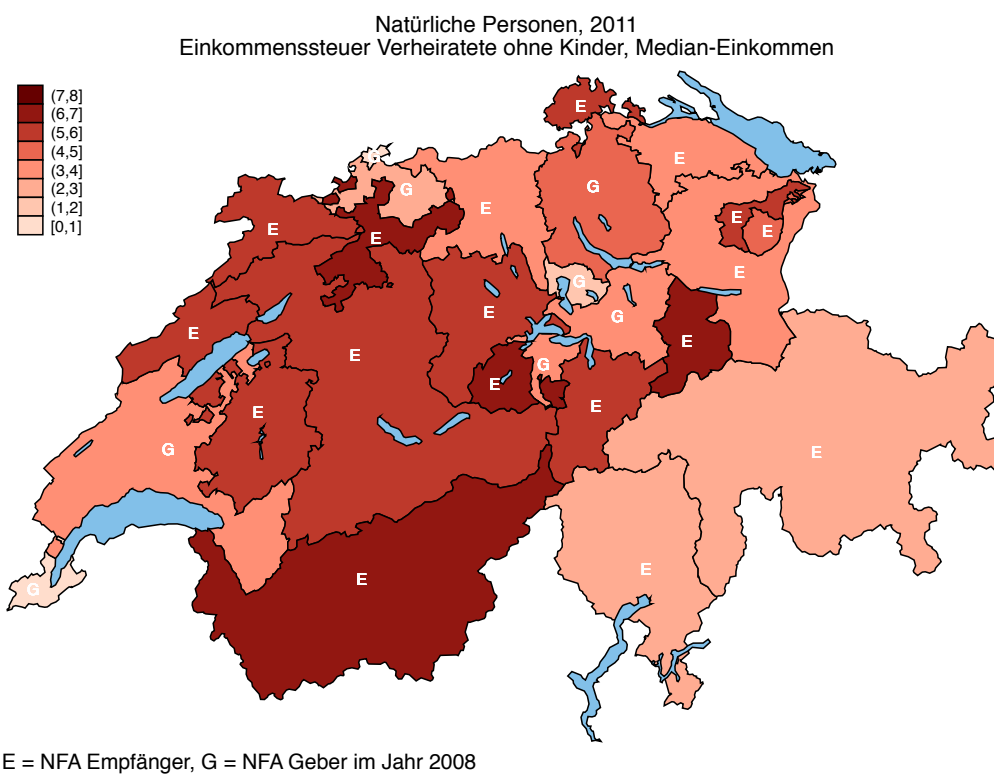 Natürliche Personen, 2011
Einkommenssteuer Verheiratete ohne Kinder, Median-Einkommen
(7,8]
(6,7]
(5,6]
(4,5]
(3,4]
(2,3]
(1,2]
[0,1]
E
G
E
G
G
E
E
G
E
E
E
E
G
E
E
G
E
E
G
E
E
E
G
E
E
G
E = NFA Empfänger, G = NFA Geber im Jahr 2008